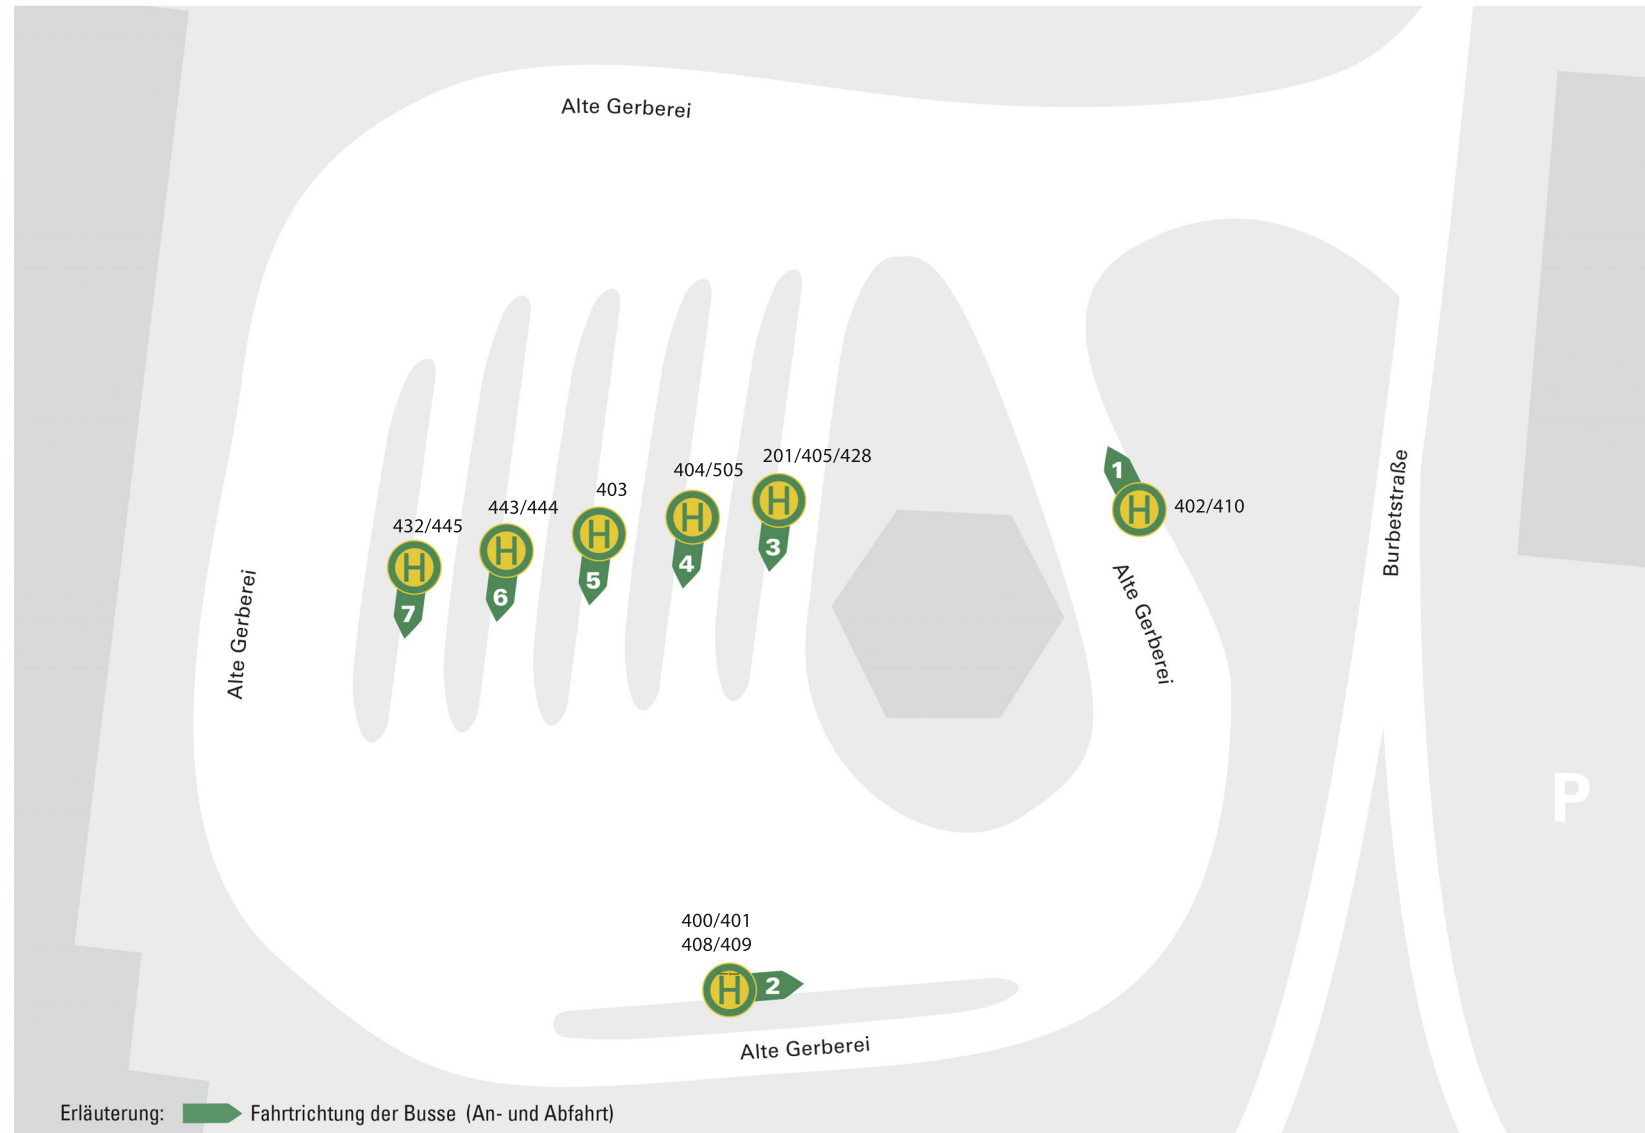 Alte Gerberei
201/405/428
404/505
403
443/444
432/445
H
3
H
4
H
5
H
6
H
7
1
H
402/410
Burbetstraße
Alte Gerberei
Alte Gerberei
P
400/401
408/409
H
2
Alte Gerberei
Erläuterung: Fahrtrichtung der Busse (An- und Abfahrt)